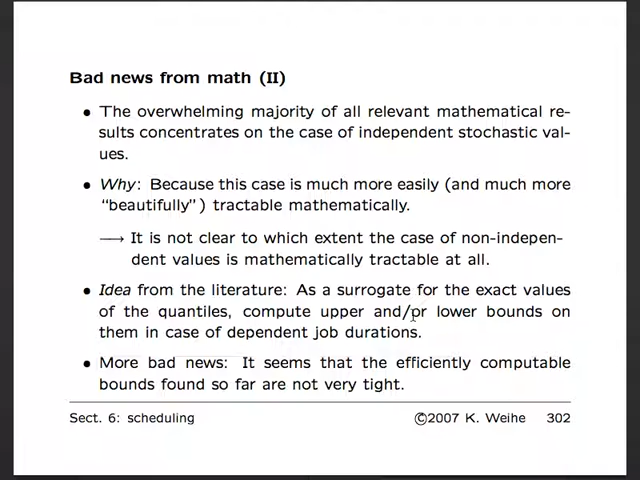 Bad news from math (II)
• The overwhelming majority of all relevant mathematical re-
sults concentrates on the case of independent stochastic val-
ues.
• Why: Because this case is much more easily (and much more
“beautifully”) tractable mathematically.
⟶ It is not clear to which extent the case of non-indepen-
dent values is mathematically tractable at all.
• Idea from the literature: As a surrogate for the exact values
of the quantiles, compute upper and/or lower bounds on
them in case of dependent job durations.
• More bad news: It seems that the efficiently computable
bounds found so far are not very tight.
Sect. 6: scheduling ©2007 K. Weihe 302